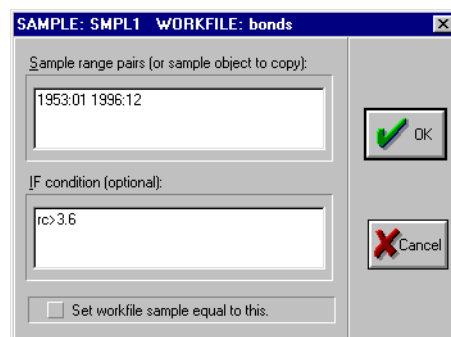 SAMPLE: SMPL1 WORKFILE: bonds
Sample range pairs (or sample object to copy):
1953:01 1996:12
OK
IF condition (optional):
rc>3.6
Cancel
Set workfile sample equal to this.